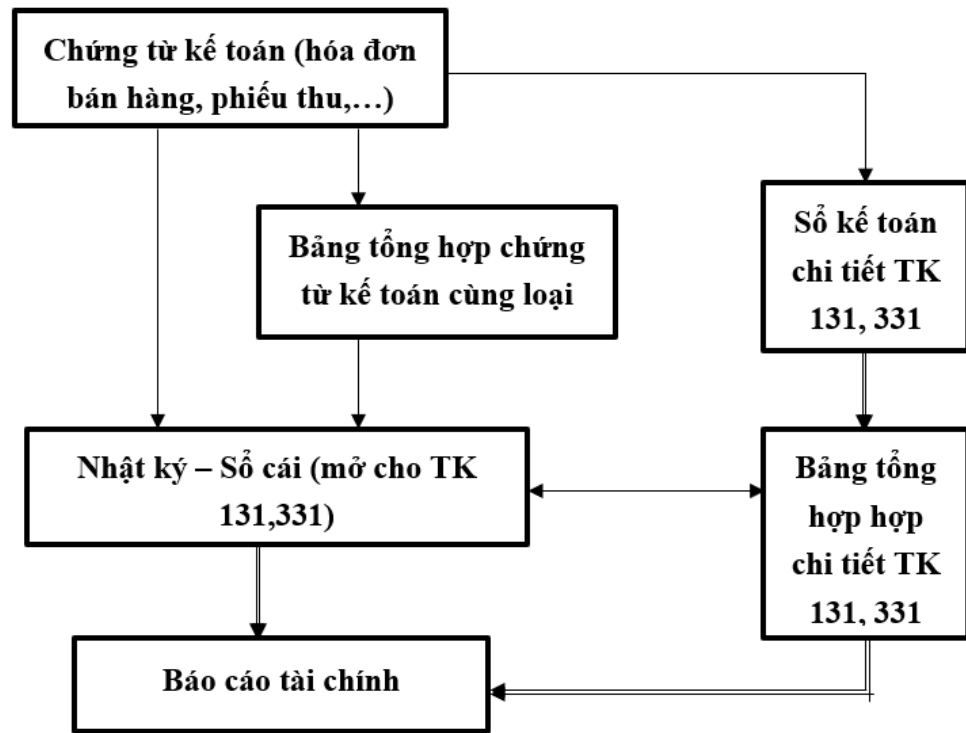 Chứng từ kế toán (hóa đơn
bán hàng, phiếu thu,…)
Bảng tổng hợp chứng
từ kế toán cùng loại
Sổ kế toán
chi tiết TK
131, 331
Nhật ký – Sổ cái (mở cho TK
131,331)
Bảng tổng
hợp hợp
chi tiết TK
131, 331
Báo cáo tài chính